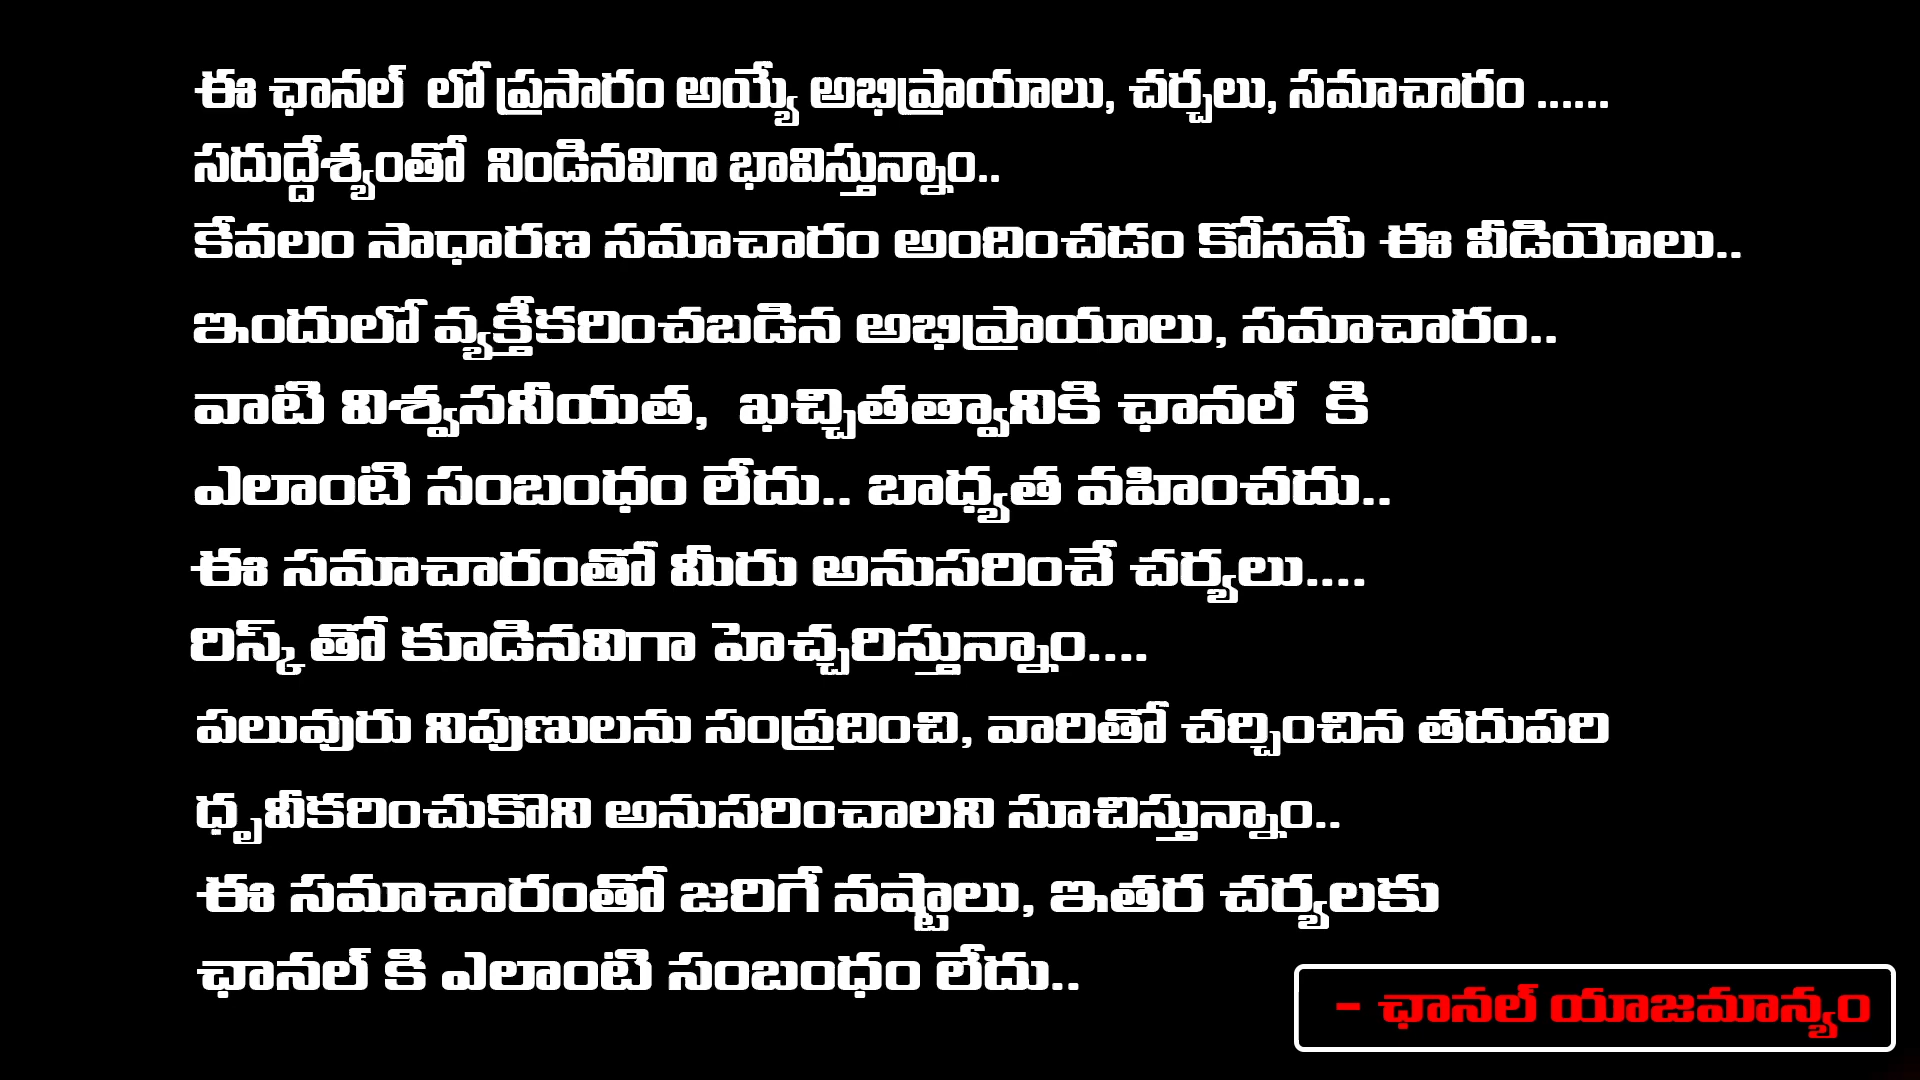 ఈ ఛానల్ లో ప్రసారం అయ్యే అభిప్రాయాలు, చర్చలు, సమాచారం ......
సదుద్దేశ్యంతో నిండినవిగా భావిస్తున్నాం..
కేవలం సాధారణ సమాచారం అందించడం కోసమే ఈ వీడియోలు..
ఇందులో వ్యక్తీకరించబడిన అభిప్రాయాలు, సమాచారం..
వాటి విశ్వసనీయత, ఖచ్చితత్వానికి ఛానల్ కి
ఎలాంటి సంబంధం లేదు.. బాధ్యత వహించదు..
ఈ సమాచారంతో మీరు అనుసరించే చర్యలు....
రిస్క్ తో కూడినవిగా హెచ్చరిస్తున్నాం....
పలువురు నిపుణులను సంప్రదించి, వారితో చర్చించిన తదుపరి
ధృవీకరించుకొని అనుసరించాలని సూచిస్తున్నాం..
ఈ సమాచారంతో జరిగే నష్టాలు, ఇతర చర్యలకు
ఛానల్ కి ఎలాంటి సంబంధం లేదు..
- ఛానల్ యాజమాన్యం